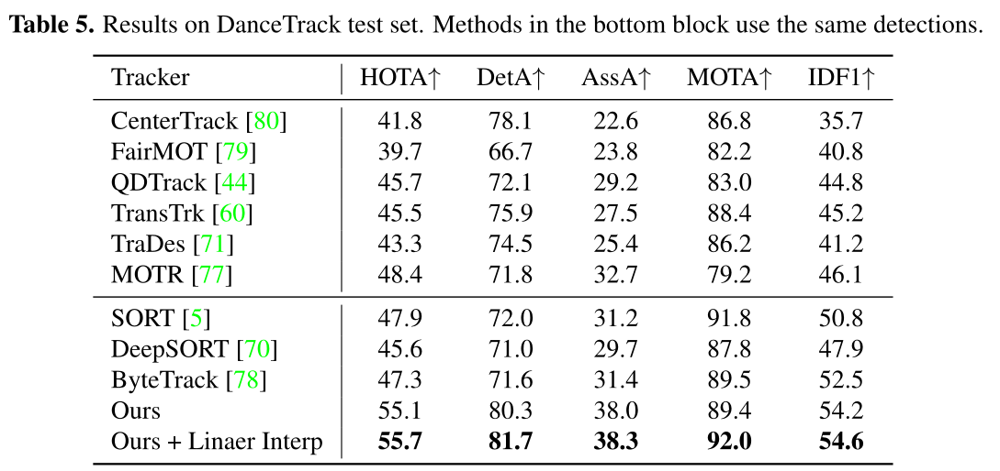 Table 5. Results on DanceTrack test set. Methods in the bottom block use the same detections.
Tracker HOTA↑ DetA↑ AssA↑ MOTA↑ IDF1↑
CenterTrack [80] 41.8 78.1 22.6 86.8 35.7
FairMOT [79] 39.7 66.7 23.8 82.2 40.8
QDTrack [44] 45.7 72.1 29.2 83.0 44.8
TransTrk [60] 45.5 75.9 27.5 88.4 45.2
TraDes [71] 43.3 74.5 25.4 86.2 41.2
MOTR [77] 48.4 71.8 32.7 79.2 46.1
SORT [5] 47.9 72.0 31.2 91.8 50.8
DeepSORT [70] 45.6 71.0 29.7 87.8 47.9
ByteTrack [78] 47.3 71.6 31.4 89.5 52.5
Ours 55.1 80.3 38.0 89.4 54.2
Ours + Linaer Interp 55.7 81.7 38.3 92.0 54.6